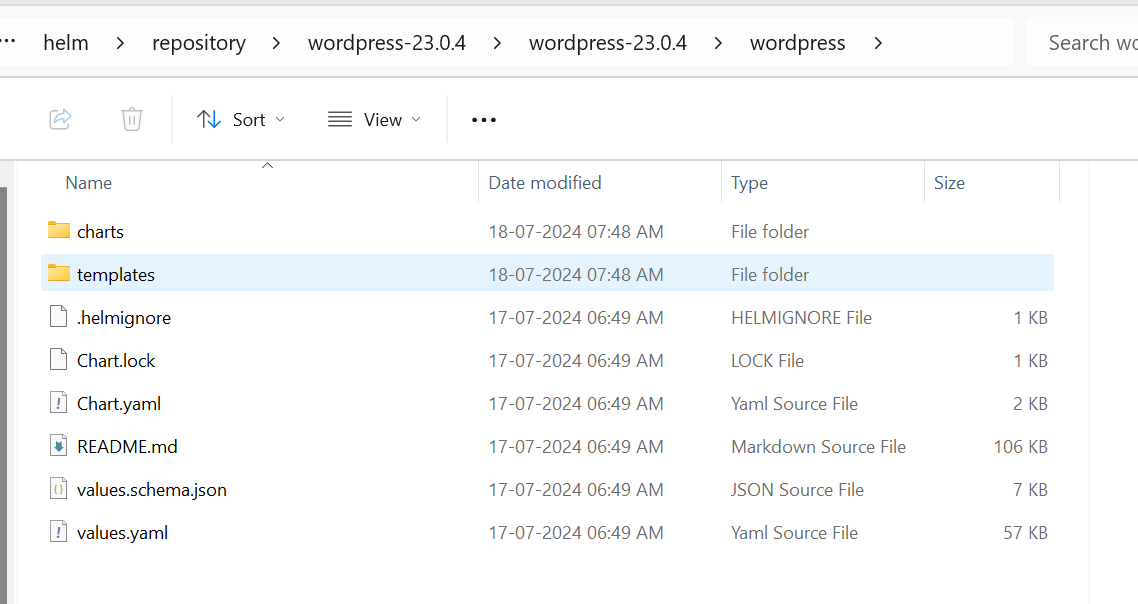 ... helm > repository > wordpress-23.0.4 > wordpress-23.0.4 > wordpress > Search wo
Sort View ...
Name Date modified Type Size
charts 18-07-2024 07:48 AM File folder
templates 18-07-2024 07:48 AM File folder
.helmignore 17-07-2024 06:49 AM HELMIGNORE File 1 KB
Chart.lock 17-07-2024 06:49 AM LOCK File 1 KB
Chart.yaml 17-07-2024 06:49 AM Yaml Source File 2 KB
README.md 17-07-2024 06:49 AM Markdown Source File 106 KB
values.schema.json 17-07-2024 06:49 AM JSON Source File 7 KB
values.yaml 17-07-2024 06:49 AM Yaml Source File 57 KB